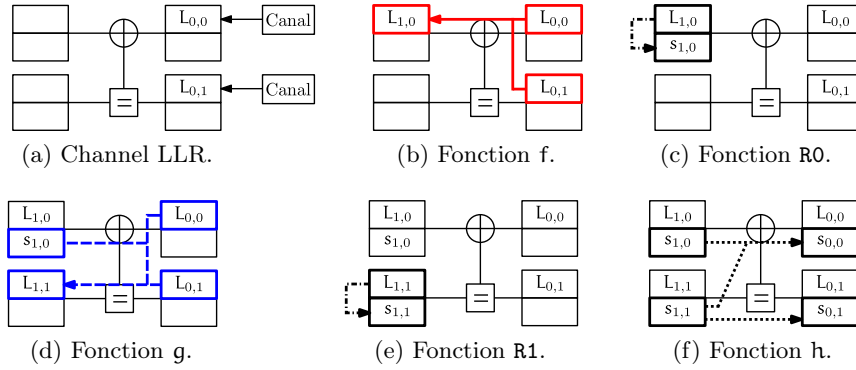 L0,0 Canal
L0,1 Canal
(a) Channel LLR.
L1,0 L0,0
L0,1
(b) Fonction f.
L1,0 L0,0
s1,0
L0,1
(c) Fonction R0.
L1,0 L0,0
s1,0
L1,1 L0,1
(d) Fonction g.
L1,0 L0,0
s1,0
L1,1 L0,1
s1,1
(e) Fonction R1.
L1,0 L0,0
s1,0 s0,0
L1,1 L0,1
s1,1 s0,1
(f) Fonction h.